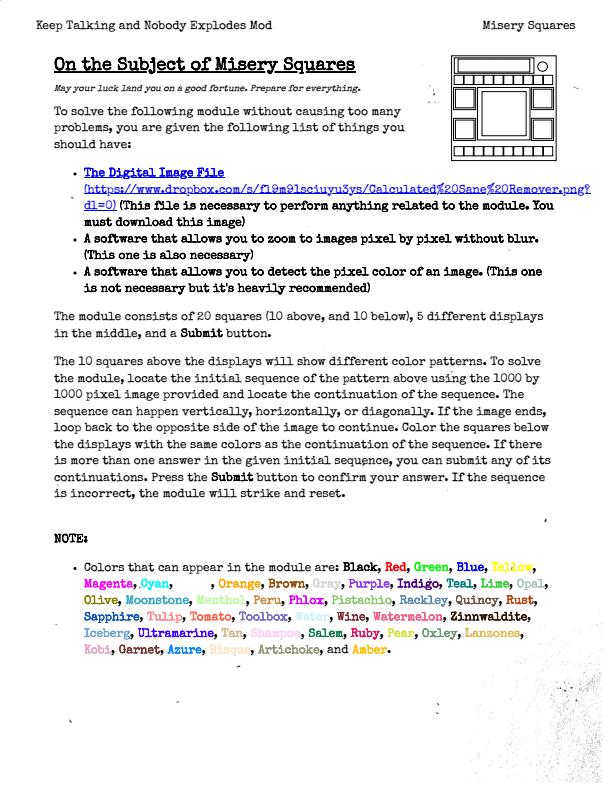 Keep Talking and Nobody Explodes Mod Misery Squares
On the Subject of Misery Squares
May your luck land you on a good fortune. Prepare for everything.
To solve the following module without causing too many
problems, you are given the following list of things you
should have:
• The Digital Image File
(https://www.dropbox.com/s/f19m91sciuyu3ys/Calculated%20Sane%20Remover.png?
dl=0) (This file is necessary to perform anything related to the module. You
must download this image)
• A software that allows you to zoom to images pixel by pixel without blur.
(This one is also necessary)
• A software that allows you to detect the pixel color of an image. (This one
is not necessary but it's heavily recommended)
The module consists of 20 squares (10 above, and 10 below), 5 different displays
in the middle, and a Submit button.
The 10 squares above the displays will show different color patterns. To solve
the module, locate the initial sequence of the pattern above using the 1000 by
1000 pixel image provided and locate the continuation of the sequence. The
sequence can happen vertically, horizontally, or diagonally. If the image ends,
loop back to the opposite side of the image to continue. Color the squares below
the displays with the same colors as the continuation of the sequence. If there
is more than one answer in the given initial sequence, you can submit any of its
continuations. Press the Submit button to confirm your answer. If the sequence
is incorrect, the module will strike and reset.
NOTE:
• Colors that can appear in the module are: Black, Red, Green, Blue, Yellow,
Magenta, Cyan, , Orange, Brown, Gray, Purple, Indigo, Teal, Lime, Opal,
Olive, Moonstone, Menthol, Peru, Phlox, Pistachio, Rackley, Quincy, Rust,
Sapphire, Tulip, Tomato, Toolbox, Water, Wine, Watermelon, Zinnwaldite,
Iceberg, Ultramarine, Tan, Shampoo, Salem, Ruby, Pear, Oxley, Lanzones,
Kobi, Garnet, Azure, Bisque, Artichoke, and Amber.